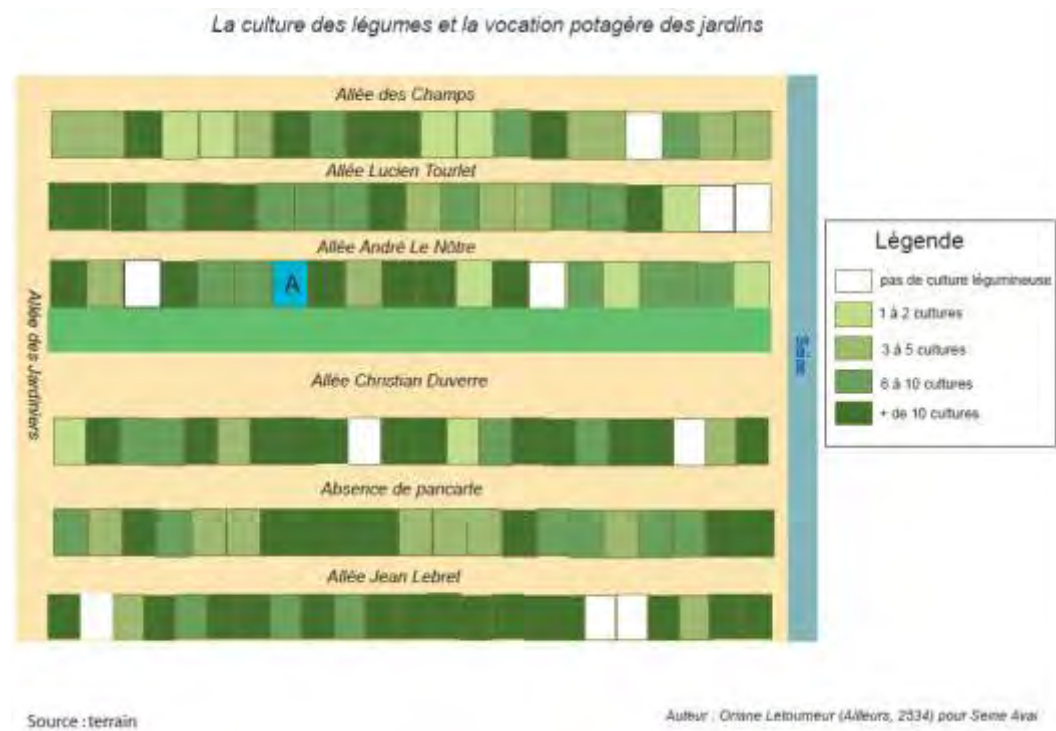 La culture des légumes et la vocation potagère des jardins
Allée des Champs
Allée Lucien Tourlet
Allée André Le Nôtre
A
Allée des Jardiniers
Allée Christian Duverre
Absence de pancarte
Allée Jean Lebret
Seine
Légende
pas de culture légumineuse
1 à 2 cultures
3 à 5 cultures
6 à 10 cultures
+ de 10 cultures
Source : terrain
Auteur : Oriane Letourneur (Ailleurs, 2534) pour Seine Aval